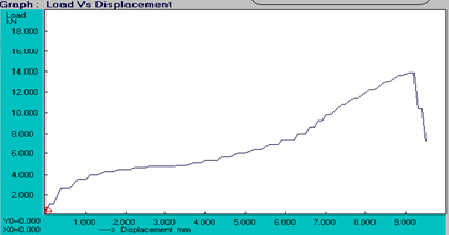 Graph : Load Vs Displacement
Load
kN
18.000
16.000
14.000
12.000
10.000
8.000
6.000
4.000
2.000
Y0=0.000
X0=0.000
1.000 2.000 3.000 4.000 5.000 6.000 7.000 8.000 9.000
---> Displacement mm